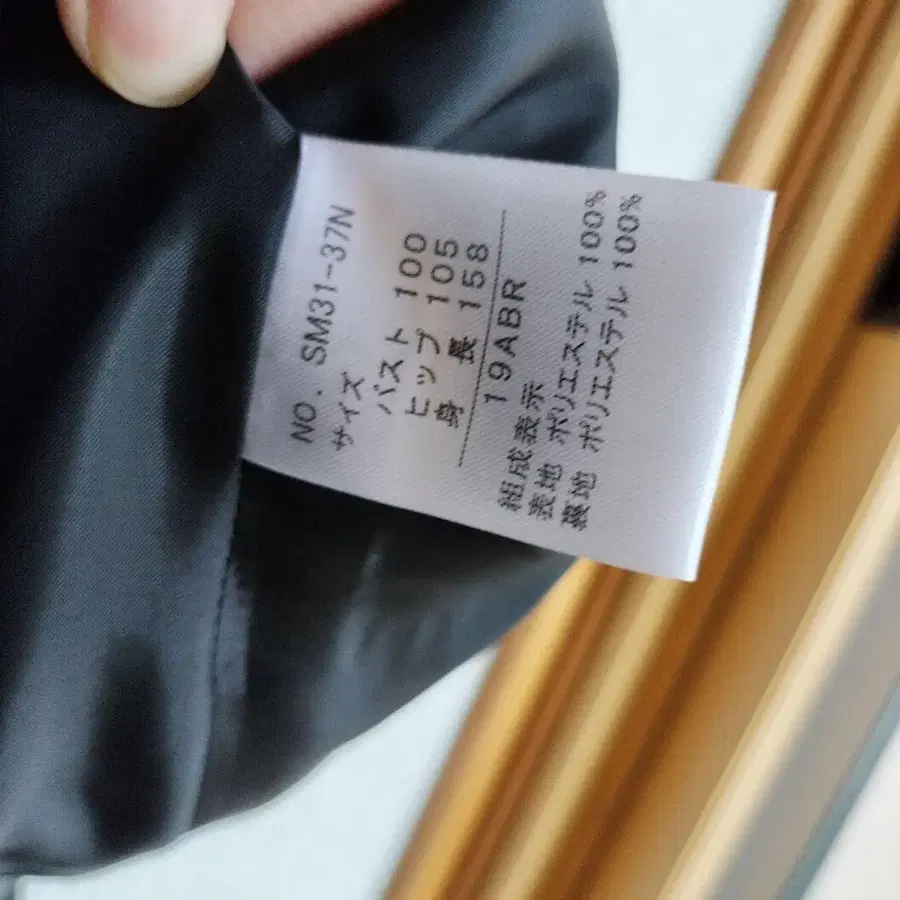 NO. SM31-37N
サイズ
バスト 100
ヒップ 105
身 長 158
19ABR
組成表示
表地 ポリエステル 100%
裏地 ポリエステル 100%